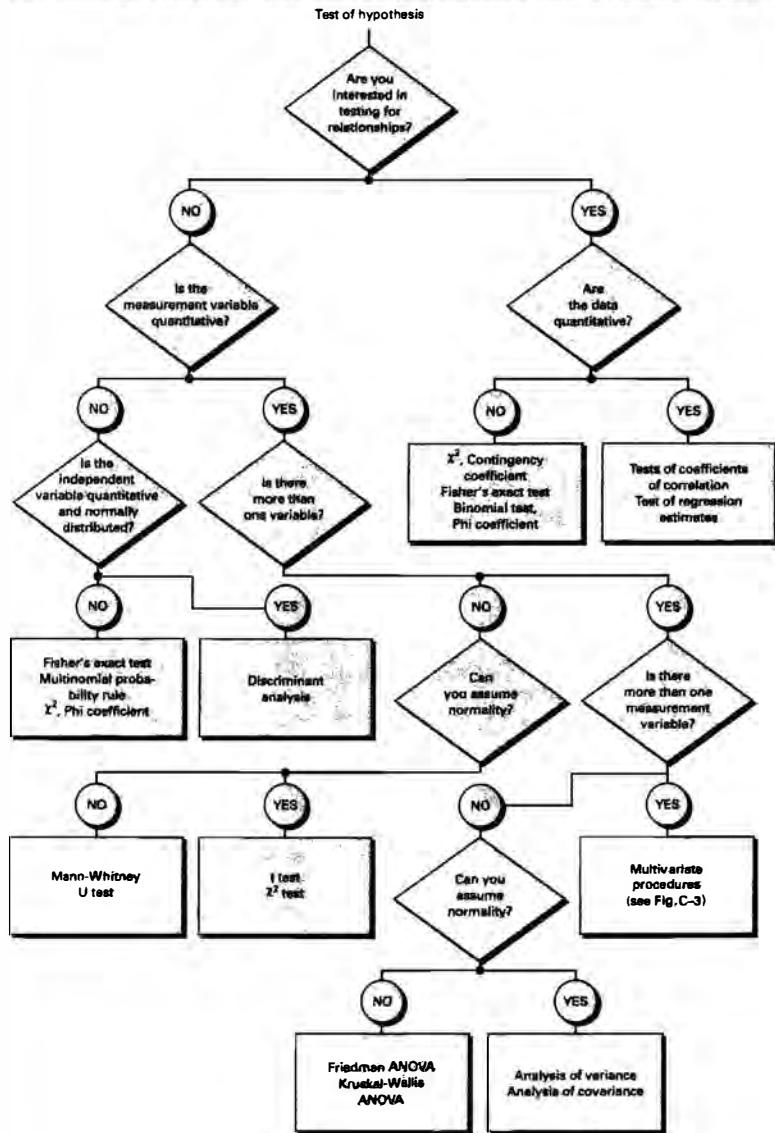 Test of hypothesis
Are you
interested in
testing for
relationships?
NO
YES
Is the
measurement variable
quantitative?
Are
the data
quantitative?
NO
YES
NO
YES
Is the
independent
variable quantitative
and normally
distributed?
Is there
more than
one variable?
χ², Contingency
coefficient
Fisher's exact test
Binomial test,
Phi coefficient
Tests of coefficients
of correlation
Test of regression
estimates
NO
YES
NO
YES
Fisher's exact test
Multinomial proba-
bility rule
χ², Phi coefficient
Discriminant
analysis
Can
you assume
normality?
Is there
more than one
measurement
variable?
NO
YES
NO
YES
Mann-Whitney
U test
test
test
Can you
assume
normality?
Multivariate
procedures
(see Fig. C-3)
NO
YES
Friedman ANOVA
Kruskal-Wallis
ANOVA
Analysis of variance
Analysis of covariance